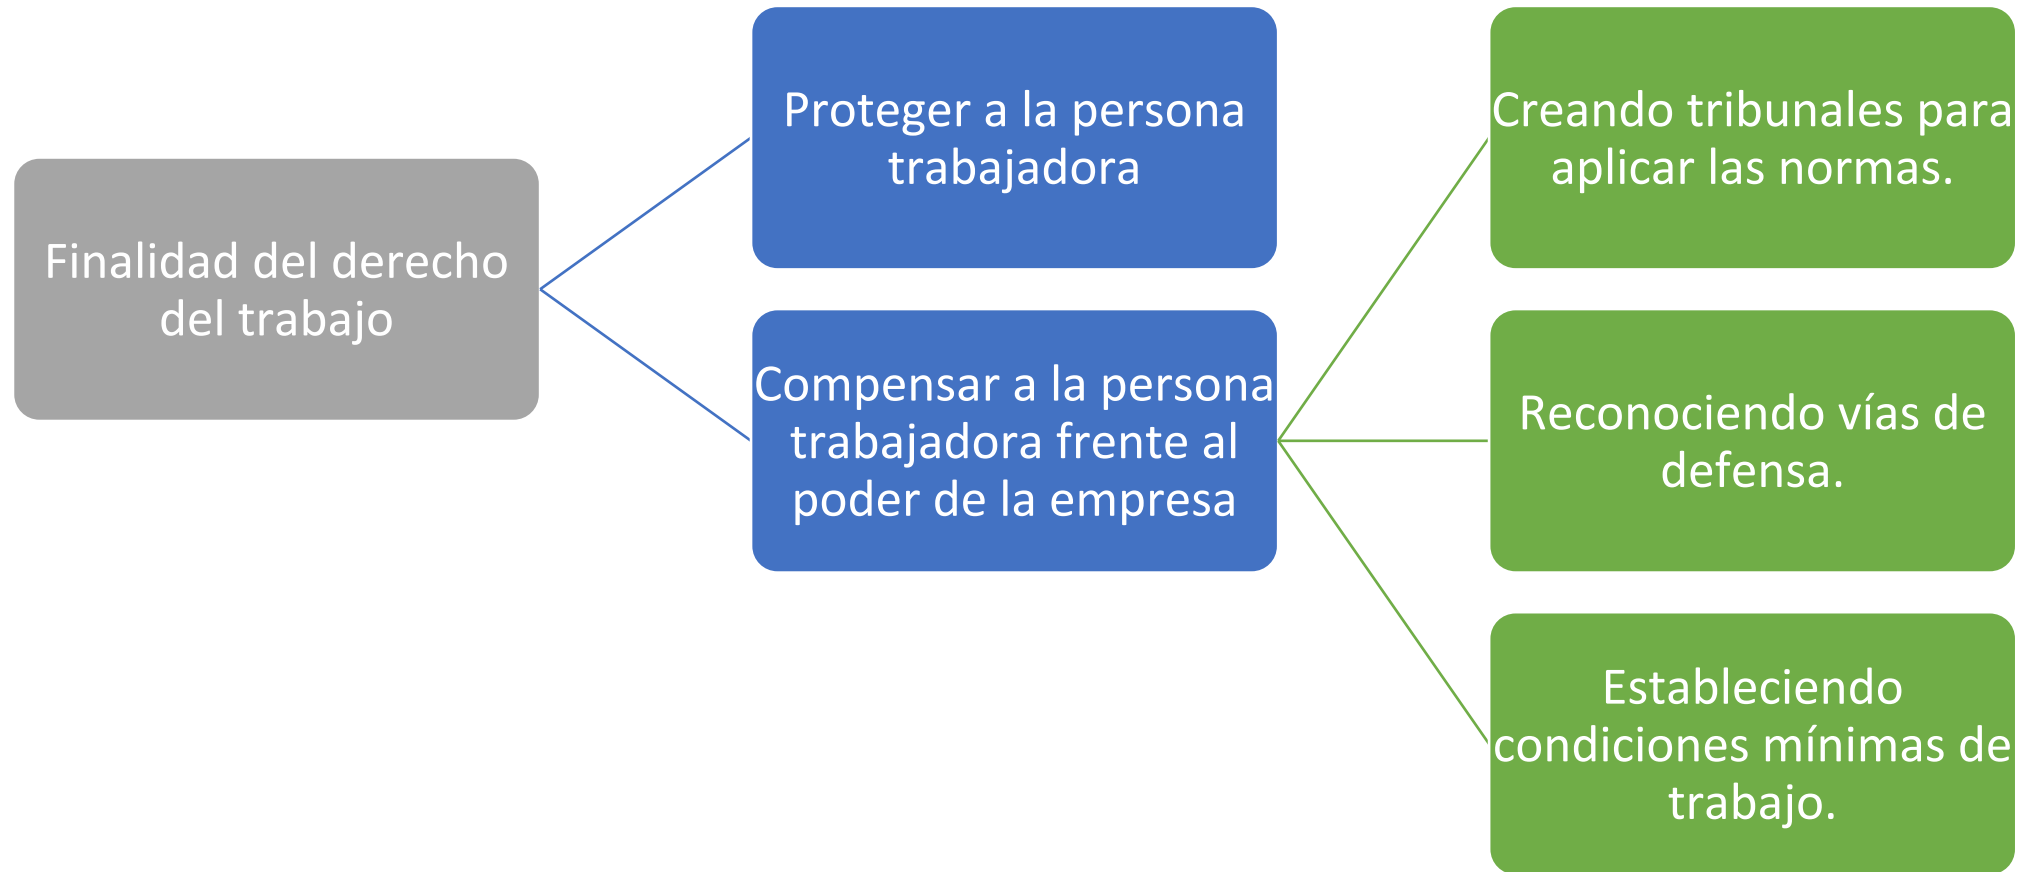 Finalidad del derecho
del trabajo
Proteger a la persona
trabajadora
Compensar a la persona
trabajadora frente al
poder de la empresa
Creando tribunales para
aplicar las normas.
Reconociendo vías de
defensa.
Estableciendo
condiciones mínimas de
trabajo.